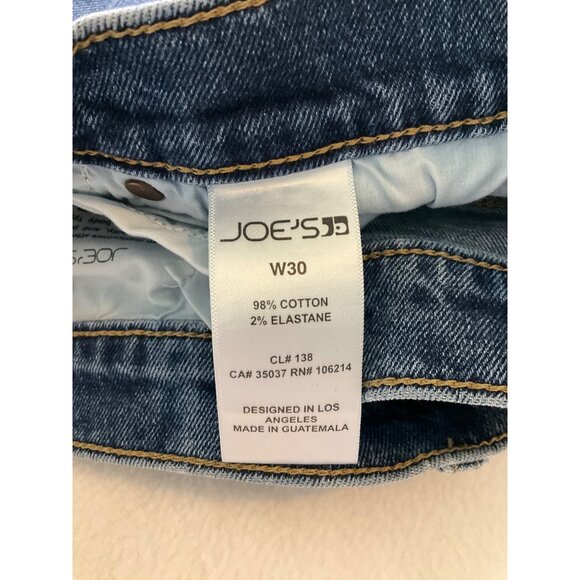 JOE'S
W30
98% COTTON
2% ELASTANE
CL# 138
CA# 35037 RN# 106214
DESIGNED IN LOS
ANGELES
MADE IN GUATEMALA
JOE